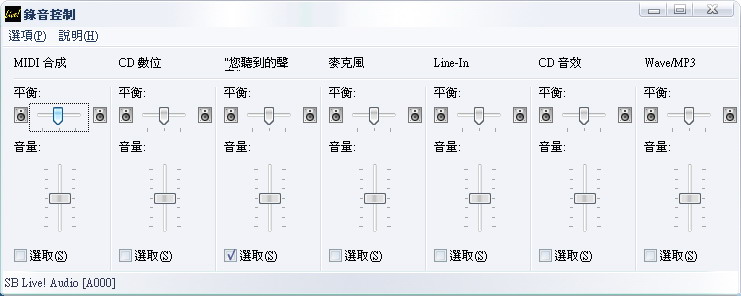 Live! 錄音控制
選項(P) 說明(H)
MIDI 合成 CD 數位 "您聽到的聲 麥克風 Line-In CD 音效 Wave/MP3
平衡: 平衡: 平衡: 平衡: 平衡: 平衡: 平衡:
音量: 音量: 音量: 音量: 音量: 音量: 音量:
選取(S) 選取(S) 選取(S) 選取(S) 選取(S) 選取(S) 選取(S)
SB Live! Audio [A000]